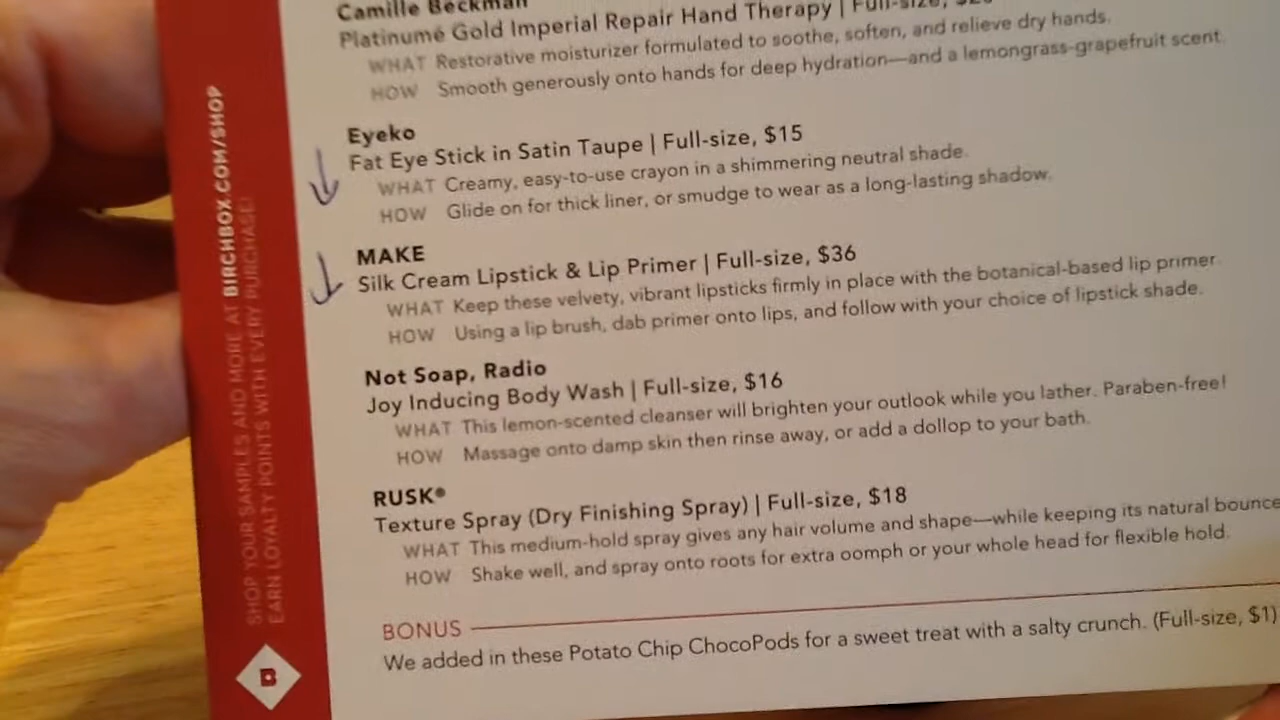 Camille Beckman
Platinumé Gold Imperial Repair Hand Therapy | Full-size,
WHAT Restorative moisturizer formulated to soothe, soften, and relieve dry hands.
HOW Smooth generously onto hands for deep hydration—and a lemongrass-grapefruit scent.
Eyeko
Fat Eye Stick in Satin Taupe | Full-size, $15
WHAT Creamy, easy-to-use crayon in a shimmering neutral shade.
HOW Glide on for thick liner, or smudge to wear as a long-lasting shadow.
MAKE
Silk Cream Lipstick & Lip Primer | Full-size, $36
WHAT Keep these velvety, vibrant lipsticks firmly in place with the botanical-based lip primer.
HOW Using a lip brush, dab primer onto lips, and follow with your choice of lipstick shade.
Not Soap, Radio
Joy Inducing Body Wash | Full-size, $16
WHAT This lemon-scented cleanser will brighten your outlook while you lather. Paraben-free!
HOW Massage onto damp skin then rinse away, or add a dollop to your bath.
RUSK®
Texture Spray (Dry Finishing Spray) | Full-size, $18
WHAT This medium-hold spray gives any hair volume and shape—while keeping its natural bounce
HOW Shake well, and spray onto roots for extra oomph or your whole head for flexible hold.
BONUS
We added in these Potato Chip ChocoPods for a sweet treat with a salty crunch. (Full-size, $1)
SHOP YOUR SAMPLES AND MORE AT BIRCHBOX.COM/SHOP
EARN LOYALTY POINTS WITH EVERY PURCHASE!
B